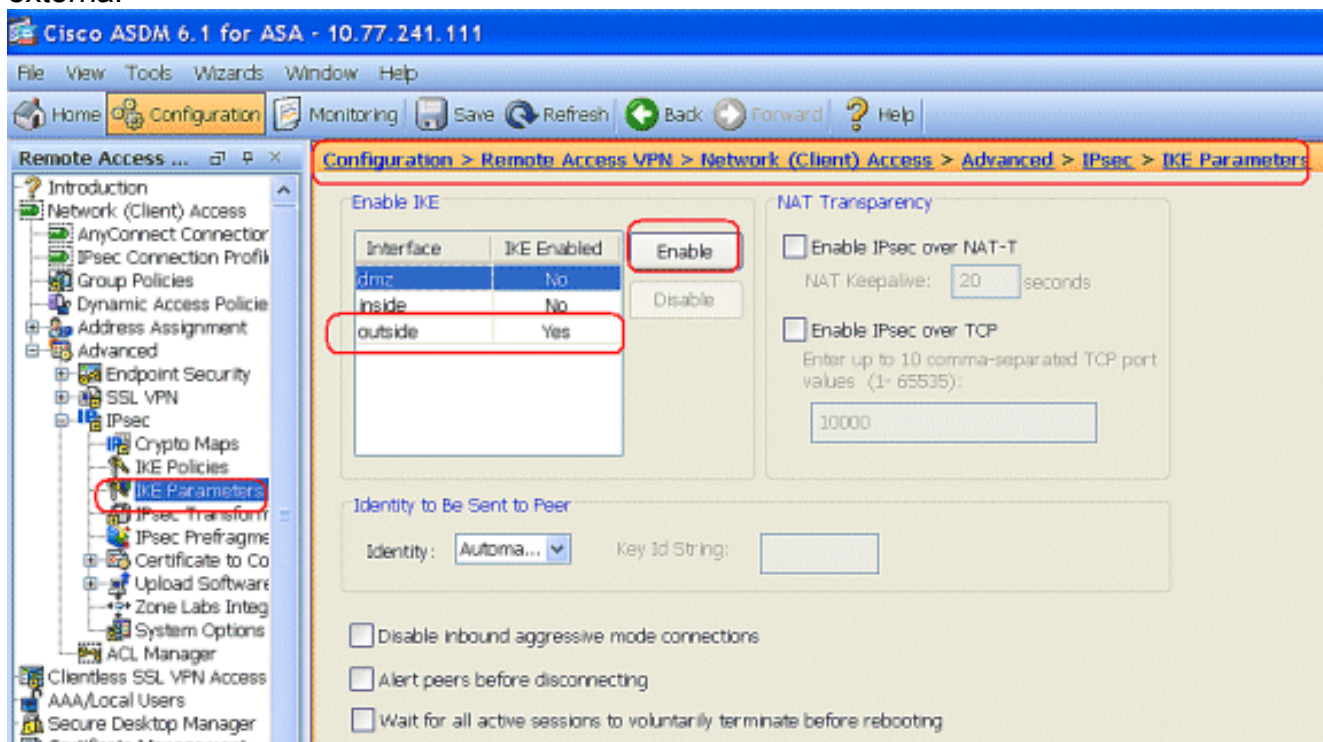 Cisco ASDM 6.1 for ASA - 10.77.241.111
File View Tools Wizards Window Help
Home Configuration Monitoring Save Refresh Back Forward Help
Remote Access ...
Configuration > Remote Access VPN > Network (Client) Access > Advanced > IPsec > IKE Parameters
Introduction
Network (Client) Access
AnyConnect Connection
IPsec Connection Profil
Group Policies
Dynamic Access Policie
Address Assignment
Advanced
Endpoint Security
SSL VPN
IPsec
Crypto Maps
IKE Policies
IKE Parameters
IPsec Transform
IPsec Prefragme
Certificate to Co
Upload Software
Zone Labs Integ
System Options
ACL Manager
Clientless SSL VPN Access
AAA/Local Users
Secure Desktop Manager
Enable IKE
Interface IKE Enabled
dmz No
inside No
outside Yes
Enable
Disable
NAT Transparency
Enable IPsec over NAT-T
NAT Keepalive: 20 seconds
Enable IPsec over TCP
Enter up to 10 comma-separated TCP port
values (1- 65535):
10000
Identity to Be Sent to Peer
Identity: Automa... Key Id String:
Disable inbound aggressive mode connections
Alert peers before disconnecting
Wait for all active sessions to voluntarily terminate before rebooting